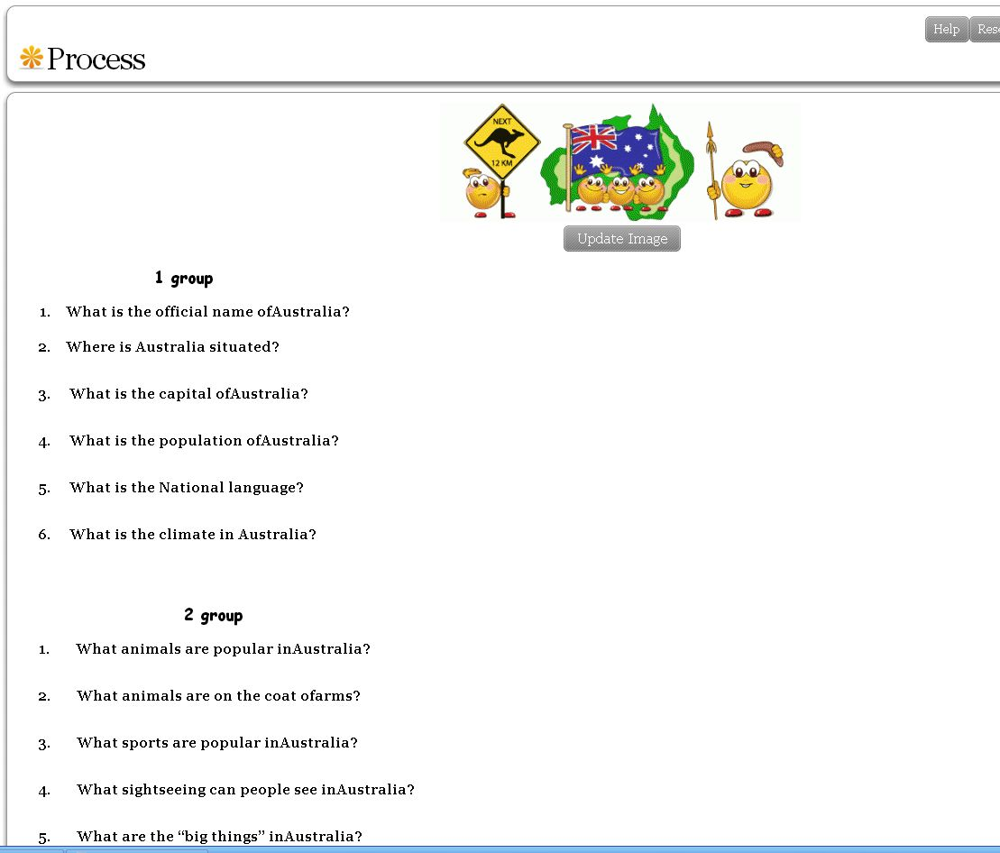 Help
Rese
Process
NEXT
12 KM
Update Image
1 group
1. What is the official name ofAustralia?
2. Where is Australia situated?
3. What is the capital ofAustralia?
4. What is the population ofAustralia?
5. What is the National language?
6. What is the climate in Australia?
2 group
1. What animals are popular inAustralia?
2. What animals are on the coat ofarms?
3. What sports are popular inAustralia?
4. What sightseeing can people see inAustralia?
5. What are the “big things” inAustralia?